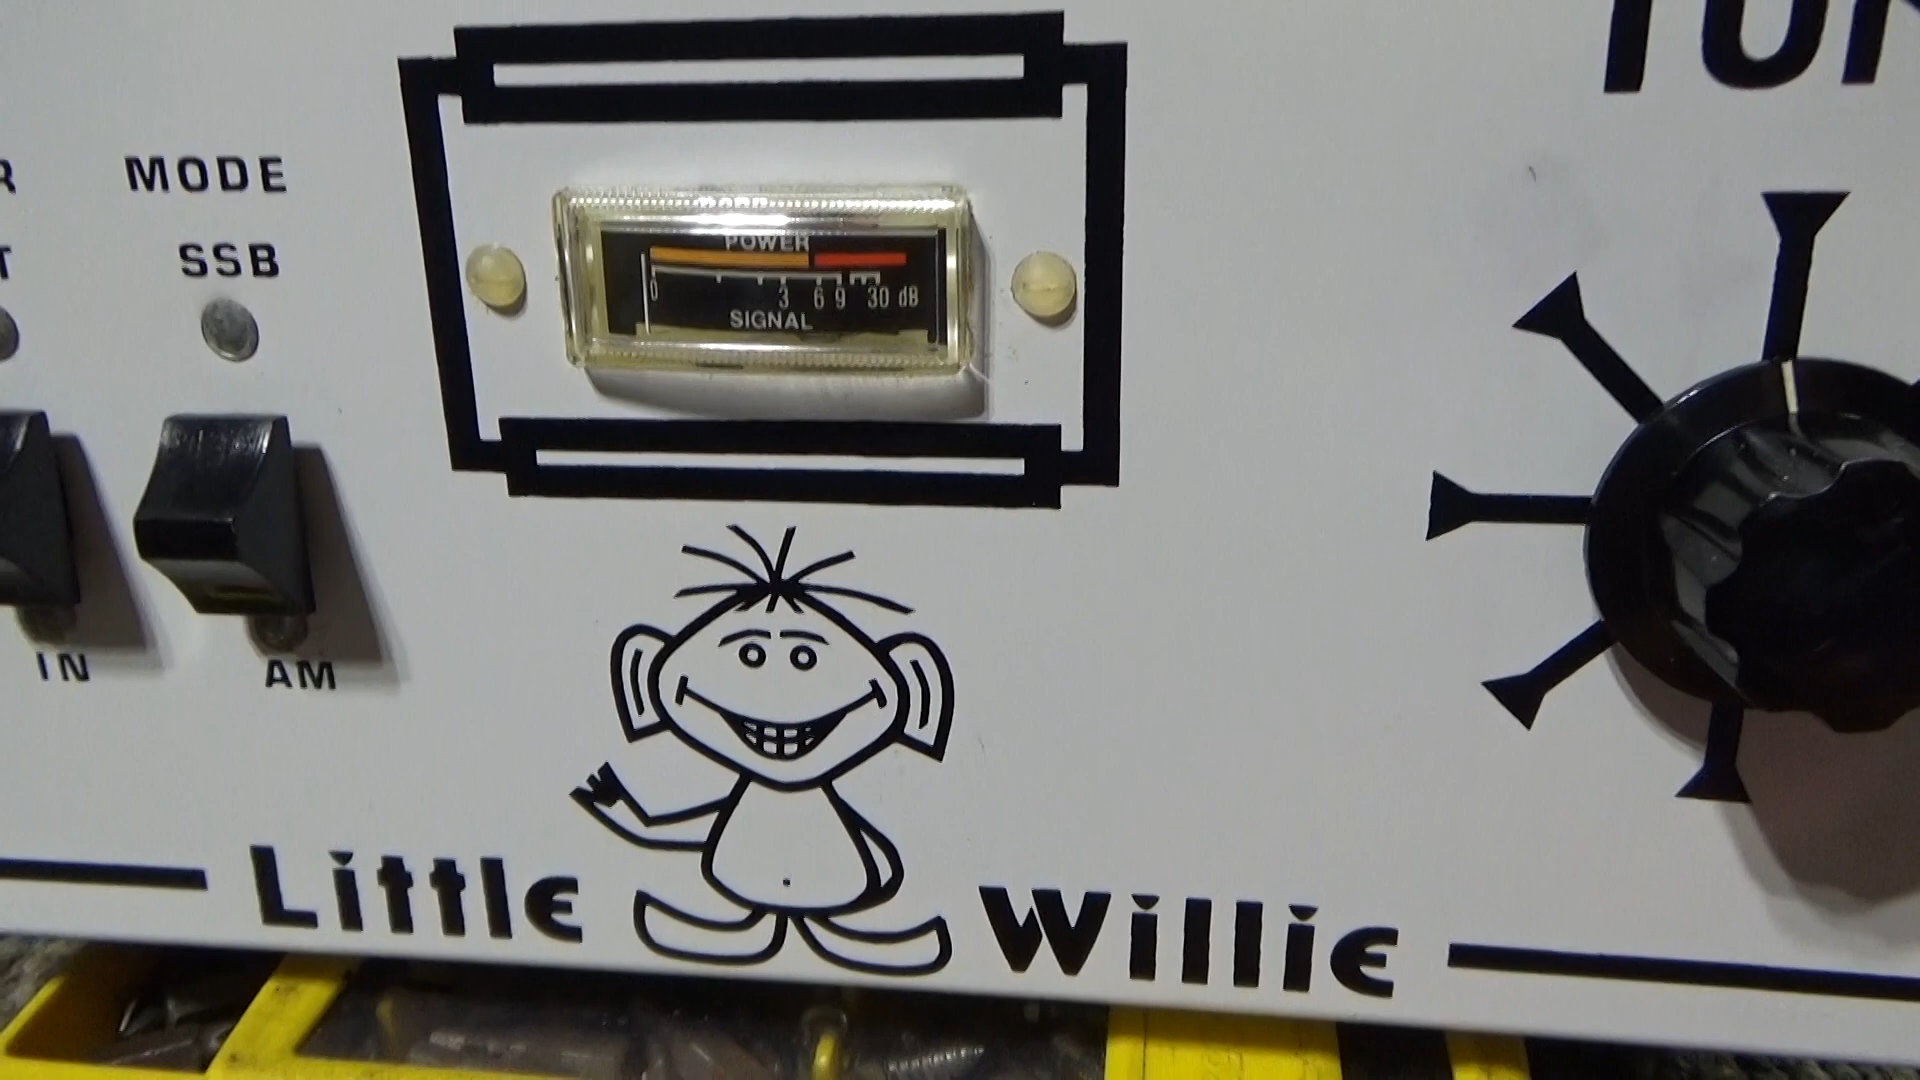 MODE
SSB
POWER
0 3 6 9 30 dB
SIGNAL
IN
AM
Little Willie